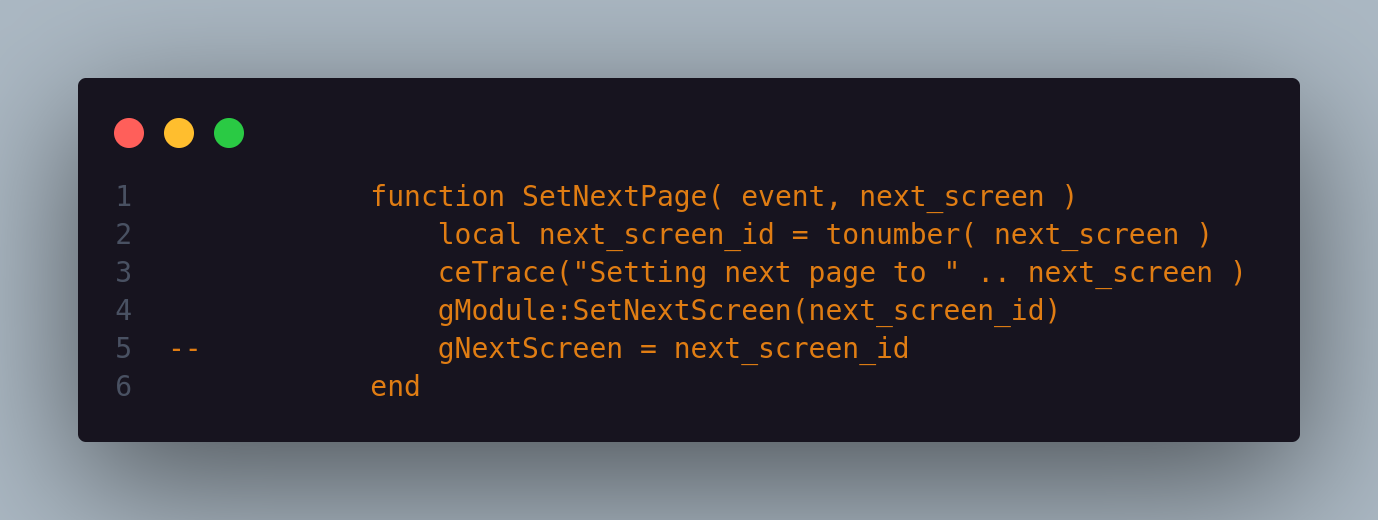 1            function SetNextPage( event, next_screen )
2                local next_screen_id = tonumber( next_screen )
3                ceTrace("Setting next page to " .. next_screen )
4                gModule:SetNextScreen(next_screen_id)
5 --              gNextScreen = next_screen_id
6            end